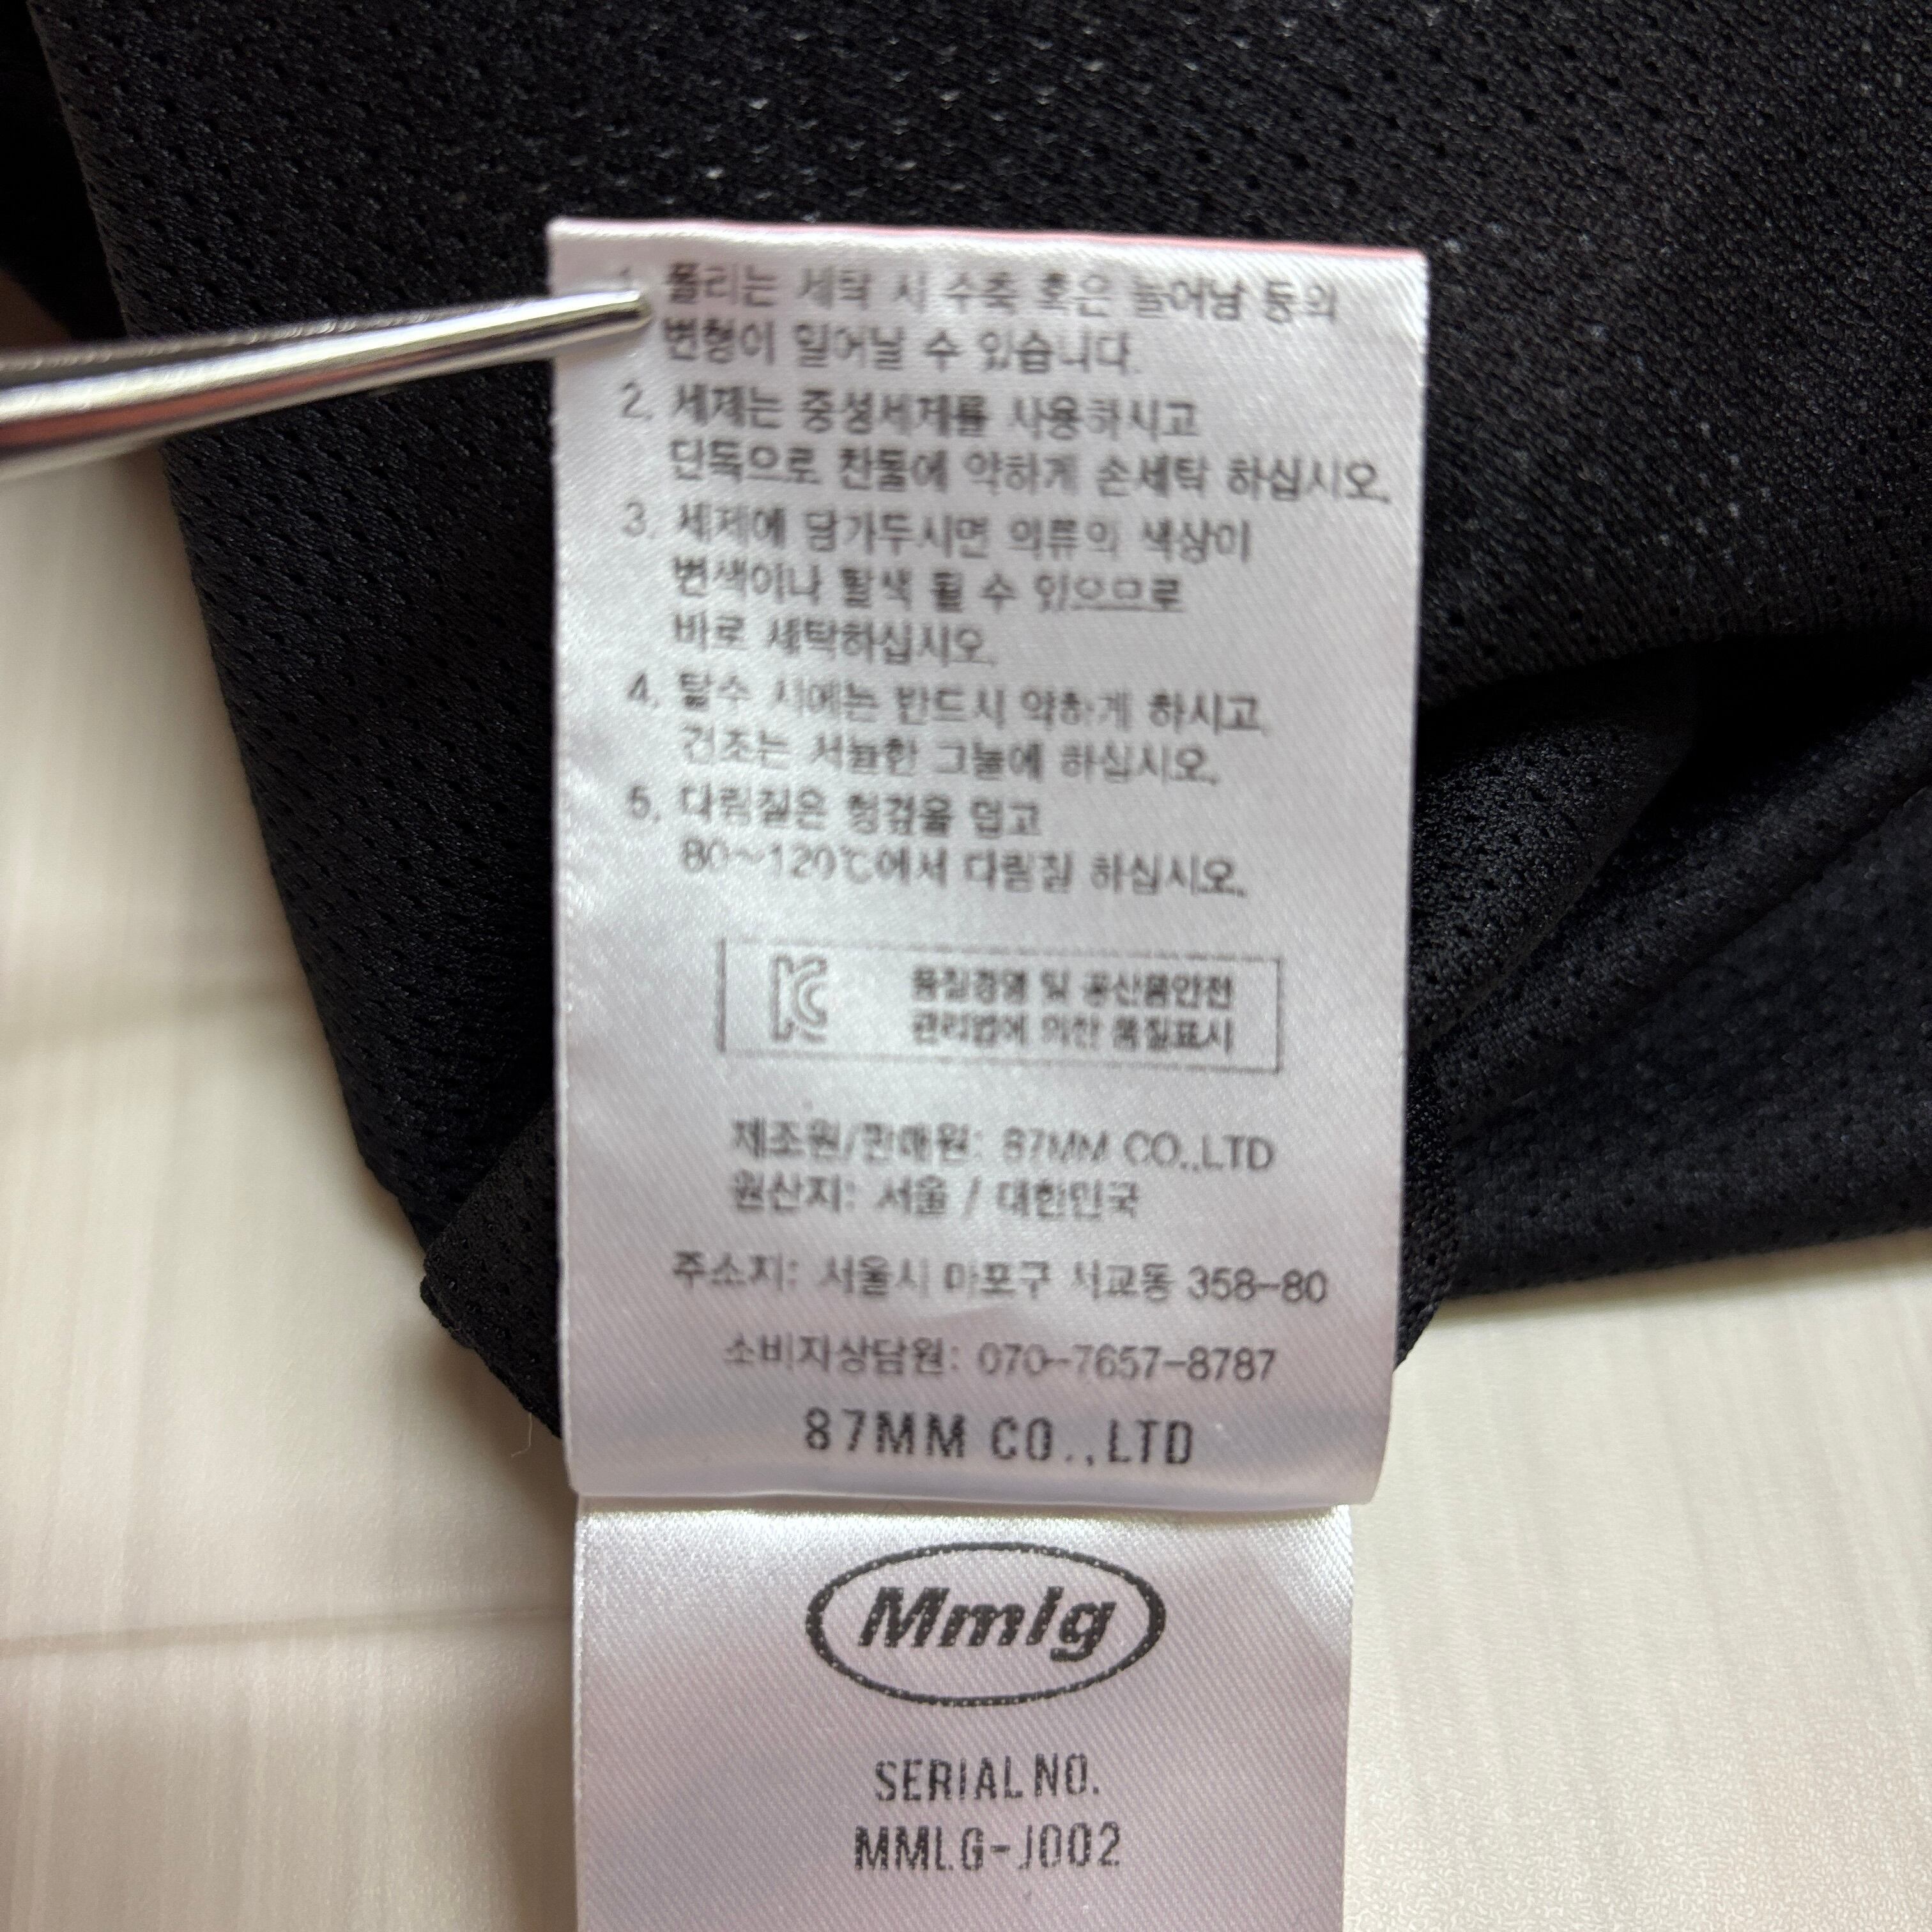 1. 폴리는 세탁 시 수축 혹은 늘어남 등의
변형이 일어날 수 있습니다.
2. 세제는 중성세제를 사용하시고
단독으로 찬물에 약하게 손세탁 하십시오.
3. 세제에 담가두시면 의류의 색상이
변색이나 탈색 될 수 있으므로
바로 세탁하십시오.
4. 탈수 시에는 반드시 약하게 하시고
건조는 서늘한 그늘에 하십시오.
5. 다림질은 헝겊을 덥고
80~120℃에서 다림질 하십시오.
품질경영 및 공산품안전
관리법에 의한 품질표시
제조원/판매원: 87MM CO.,LTD
원산지: 서울 / 대한민국
주소지: 서울시 마포구 서교동 358-80
소비자상담원: 070-7657-8787
87MM CO.,LTD
Mmlg
SERIAL NO.
MMLG-J002